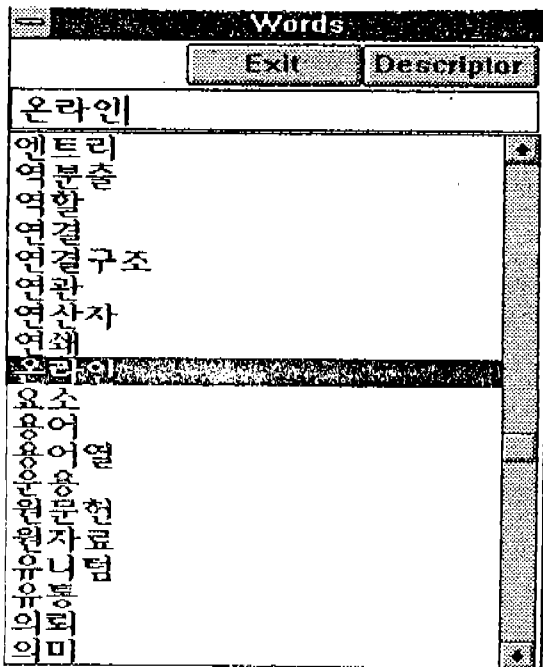 Words
Exit Descriptor
온라인
엔트리
역분출
역할
연결
연결구조
연관
연산자
연쇄
온라인
요소
용어
용어열
운용
원문헌
원자료
유니텀
유통
의뢰
의미